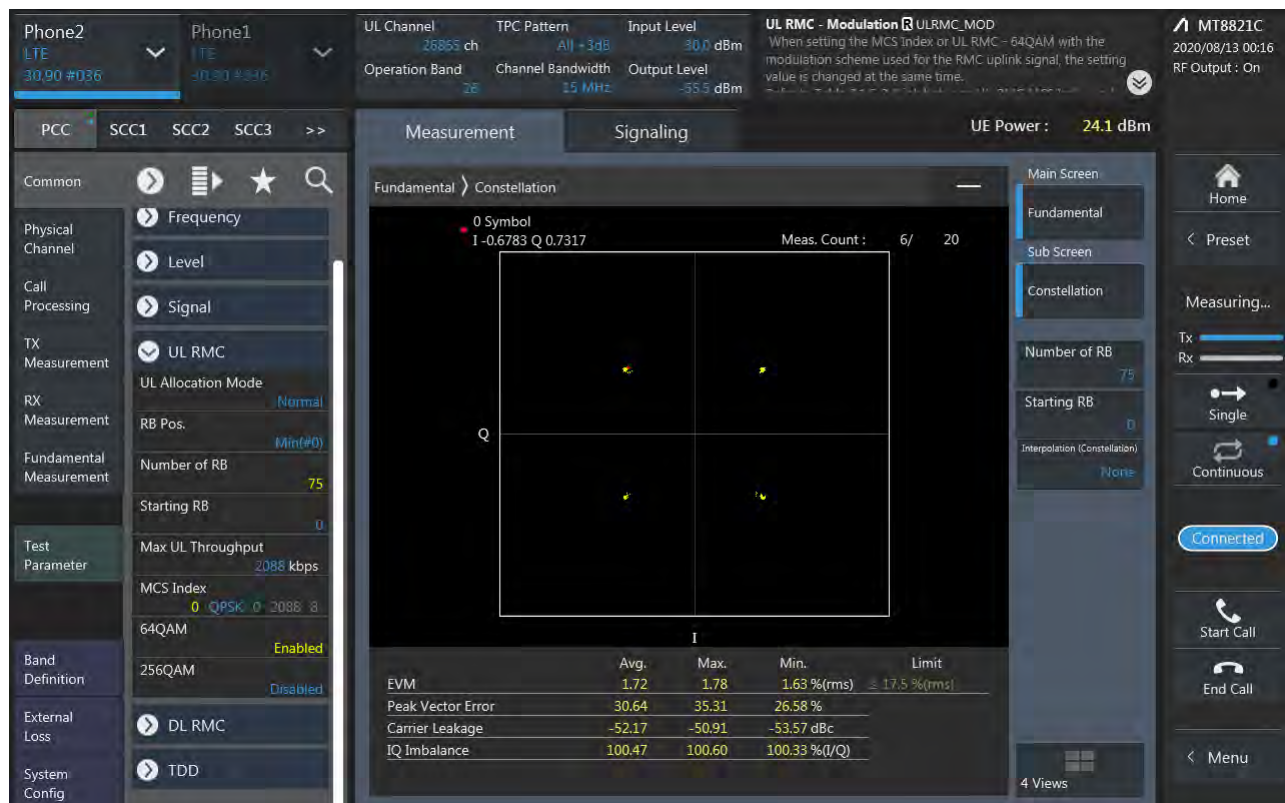 Phone2
LTE
30.90 #036
Phone1
LTE
30.90 #036
UL Channel
26865 ch
Operation Band
26
TPC Pattern
All +3dB
Channel Bandwidth
15 MHz
Input Level
30.0 dBm
Output Level
-55.5 dBm
UL RMC - Modulation R ULRMC_MOD
When setting the MCS Index or UL RMC - 64QAM with the
modulation scheme used for the RMC uplink signal, the setting
value is changed at the same time.
MT8821C
2020/08/13 00:16
RF Output : On
PCC SCC1 SCC2 SCC3 >>
Measurement
Signaling
UE Power : 24.1 dBm
Common
Physical
Channel
Call
Processing
TX
Measurement
RX
Measurement
Fundamental
Measurement
Test
Parameter
Band
Definition
External
Loss
System
Config
Frequency
Level
Signal
UL RMC
UL Allocation Mode
Normal
RB Pos.
Min(#0)
Number of RB
75
Starting RB
0
Max UL Throughput
2088 kbps
MCS Index
0 QPSK 0 2088 8
64QAM
Enabled
256QAM
Disabled
DL RMC
TDD
Fundamental > Constellation
0 Symbol
I -0.6783 Q 0.7317
Meas. Count : 6/ 20
Q
I
Avg. Max. Min. Limit
EVM 1.72 1.78 1.63 %(rms) ≤ 17.5 %(rms)
Peak Vector Error 30.64 35.31 26.58 %
Carrier Leakage -52.17 -50.91 -53.57 dBc
IQ Imbalance 100.47 100.60 100.33 %(I/Q)
Main Screen
Fundamental
Sub Screen
Constellation
Number of RB
75
Starting RB
0
Interpolation (Constellation)
None
4 Views
Home
< Preset
Measuring...
Tx
Rx
Single
Continuous
Connected
Start Call
End Call
< Menu